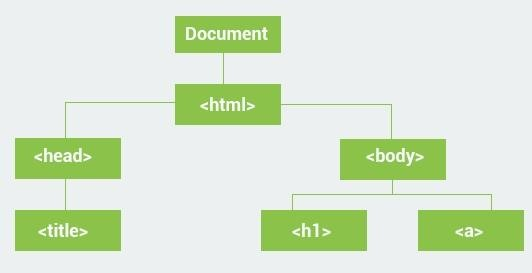 Document
<html>
<head>
<body>
<title>
<h1>
<a>